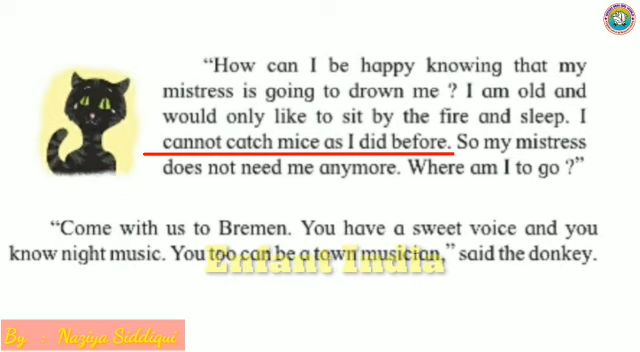 “How can I be happy knowing that my
mistress is going to drown me ? I am old and
would only like to sit by the fire and sleep. I
cannot catch mice as I did before. So my mistress
does not need me anymore. Where am I to go ?”
“Come with us to Bremen. You have a sweet voice and you
know night music. You too can be a town musician,” said the donkey.
Enfant India
By : Naziya Siddiqui